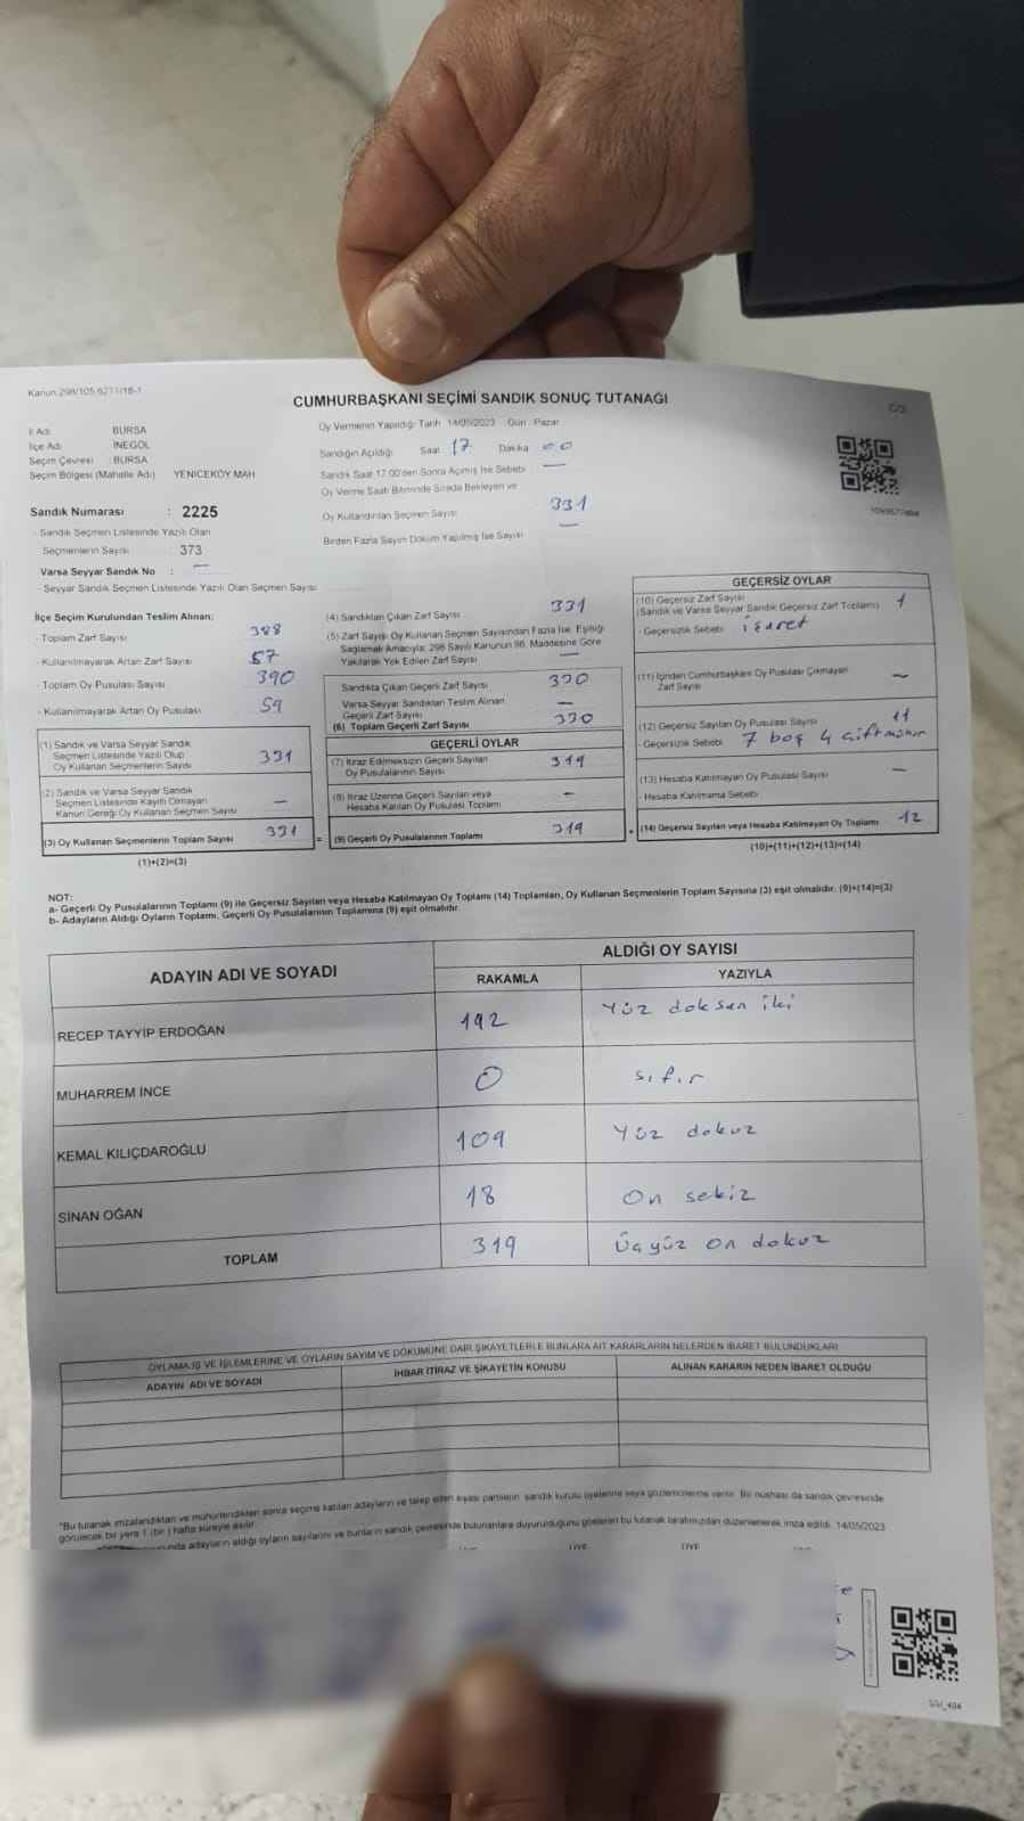 Kanun 298/105
CUMHURBAŞKANI SEÇİMİ SANDIK SONUÇ TUTANAĞI
İl Adı BURSA
İlçe Adı İNEGÖL
Seçim Çevresi : BURSA
Seçim Bölgesi (Mahalle Adı) YENİCEKÖY MAH
Sandık Numarası : 2225
- Sandık Seçmen Listesinde Yazılı Olan
Seçmenlerin Sayısı : 373
Varsa Seyyar Sandık No : —
- Seyyar Sandık Seçmen Listesinde Yazılı Olan Seçmen Sayısı
Oy Vermenin Yapıldığı Tarih 14/05/2023 Gün : Pazar
Sandığın Açıldığı Saat 17 Dakika 00
Sandık Saat 17.00'den Sonra Açılmış İse Sebebi —
Oy Verme Saati Bitiminde Sırada Bekleyen ve
Oy Kullandırılan Seçmen Sayısı 331
Birden Fazla Sayım Döküm Yapılmış İse Sayısı —
İlçe Seçim Kurulundan Teslim Alınan:
- Toplam Zarf Sayısı 388
- Kullanılmayarak Artan Zarf Sayısı 57
- Toplam Oy Pusulası Sayısı 390
- Kullanılmayarak Artan Oy Pusulası 59
(1) Sandık ve Varsa Seyyar Sandık
Seçmen Listesinde Yazılı Olup
Oy Kullanan Seçmenlerin Sayısı 331
(2) Sandık ve Varsa Seyyar Sandık
Seçmen Listesinde Kayıtlı Olmayan
Kanun Gereği Oy Kullanan Seçmen Sayısı —
(3) Oy Kullanan Seçmenlerin Toplam Sayısı 331 =
(1)+(2)=(3)
(4) Sandıktan Çıkan Zarf Sayısı 331
(5) Zarf Sayısı Oy Kullanan Seçmen Sayısından Fazla İse, Eşitliği
Sağlamak Amacıyla; 298 Sayılı Kanunun 98. Maddesine Göre
Yakılarak Yok Edilen Zarf Sayısı —
Sandıkta Çıkan Geçerli Zarf Sayısı 330
Varsa Seyyar Sandıktan Teslim Alınan
Geçerli Zarf Sayısı —
(6) Toplam Geçerli Zarf Sayısı 330
GEÇERLİ OYLAR
(7) İtiraz Edilmeksizin Geçerli Sayılan
Oy Pusulalarının Sayısı 319
(8) İtiraz Üzerine Geçerli Sayılan veya
Hesaba Katılan Oy Pusulası Toplamı —
(9) Geçerli Oy Pusulalarının Toplamı 319 +
GEÇERSİZ OYLAR
(10) Geçersiz Zarf Sayısı
(Sandık ve Varsa Seyyar Sandık Geçersiz Zarf Toplamı) 1
- Geçersizlik Sebebi işaret
(11) İçinden Cumhurbaşkanı Oy Pusulası Çıkmayan
Zarf Sayısı —
(12) Geçersiz Sayılan Oy Pusulası Sayısı 11
- Geçersizlik Sebebi 7 boş 4 çift mühür
(13) Hesaba Katılmayan Oy Pusulası Sayısı —
- Hesaba Katılmama Sebebi
(14) Geçersiz Sayılan veya Hesaba Katılmayan Oy Toplamı 12
(10)+(11)+(12)+(13)=(14)
NOT:
a- Geçerli Oy Pusulalarının Toplamı (9) ile Geçersiz Sayılan veya Hesaba Katılmayan Oy Toplamı (14) Toplamları, Oy Kullanan Seçmenlerin Toplam Sayısına (3) eşit olmalıdır. (9)+(14)=(3)
b- Adayların Aldığı Oyların Toplamı, Geçerli Oy Pusulalarının Toplamına (9) eşit olmalıdır.
ADAYIN ADI VE SOYADI
ALDIĞI OY SAYISI
RAKAMLA YAZIYLA
RECEP TAYYİP ERDOĞAN 192 Yüz doksan iki
MUHARREM İNCE 0 sıfır
KEMAL KILIÇDAROĞLU 109 Yüz dokuz
SİNAN OĞAN 18 On sekiz
TOPLAM 319 Üçyüz on dokuz
OYLAMA İŞ VE İŞLEMLERİNE VE OYLARIN SAYIM VE DÖKÜMÜNE DAİR ŞİKAYETLERLE BUNLARA AİT KARARLARIN NELERDEN İBARET BULUNDUKLARI
ADAYIN ADI VE SOYADI İHBAR İTİRAZ VE ŞİKAYETİN KONUSU ALINAN KARARIN NEDEN İBARET OLDUĞU
"Bu tutanak imzalandıktan ve mühürlendikten sonra seçime katılan adayların ve talep eden siyasi partilerin sandık kurulu üyelerine veya gözlemcilerine verilir. Bir nüshası da sandık çevresinde
görülecek bir yere 1 (bir) hafta süreyle asılır.
adayların aldığı oyların sayılarını ve bunların sandık çevresinde bulunanlara duyurulduğunu gösteren bu tutanak tarafımızdan düzenlenerek imza edildi. 14/05/2023
ÜYE ÜYE